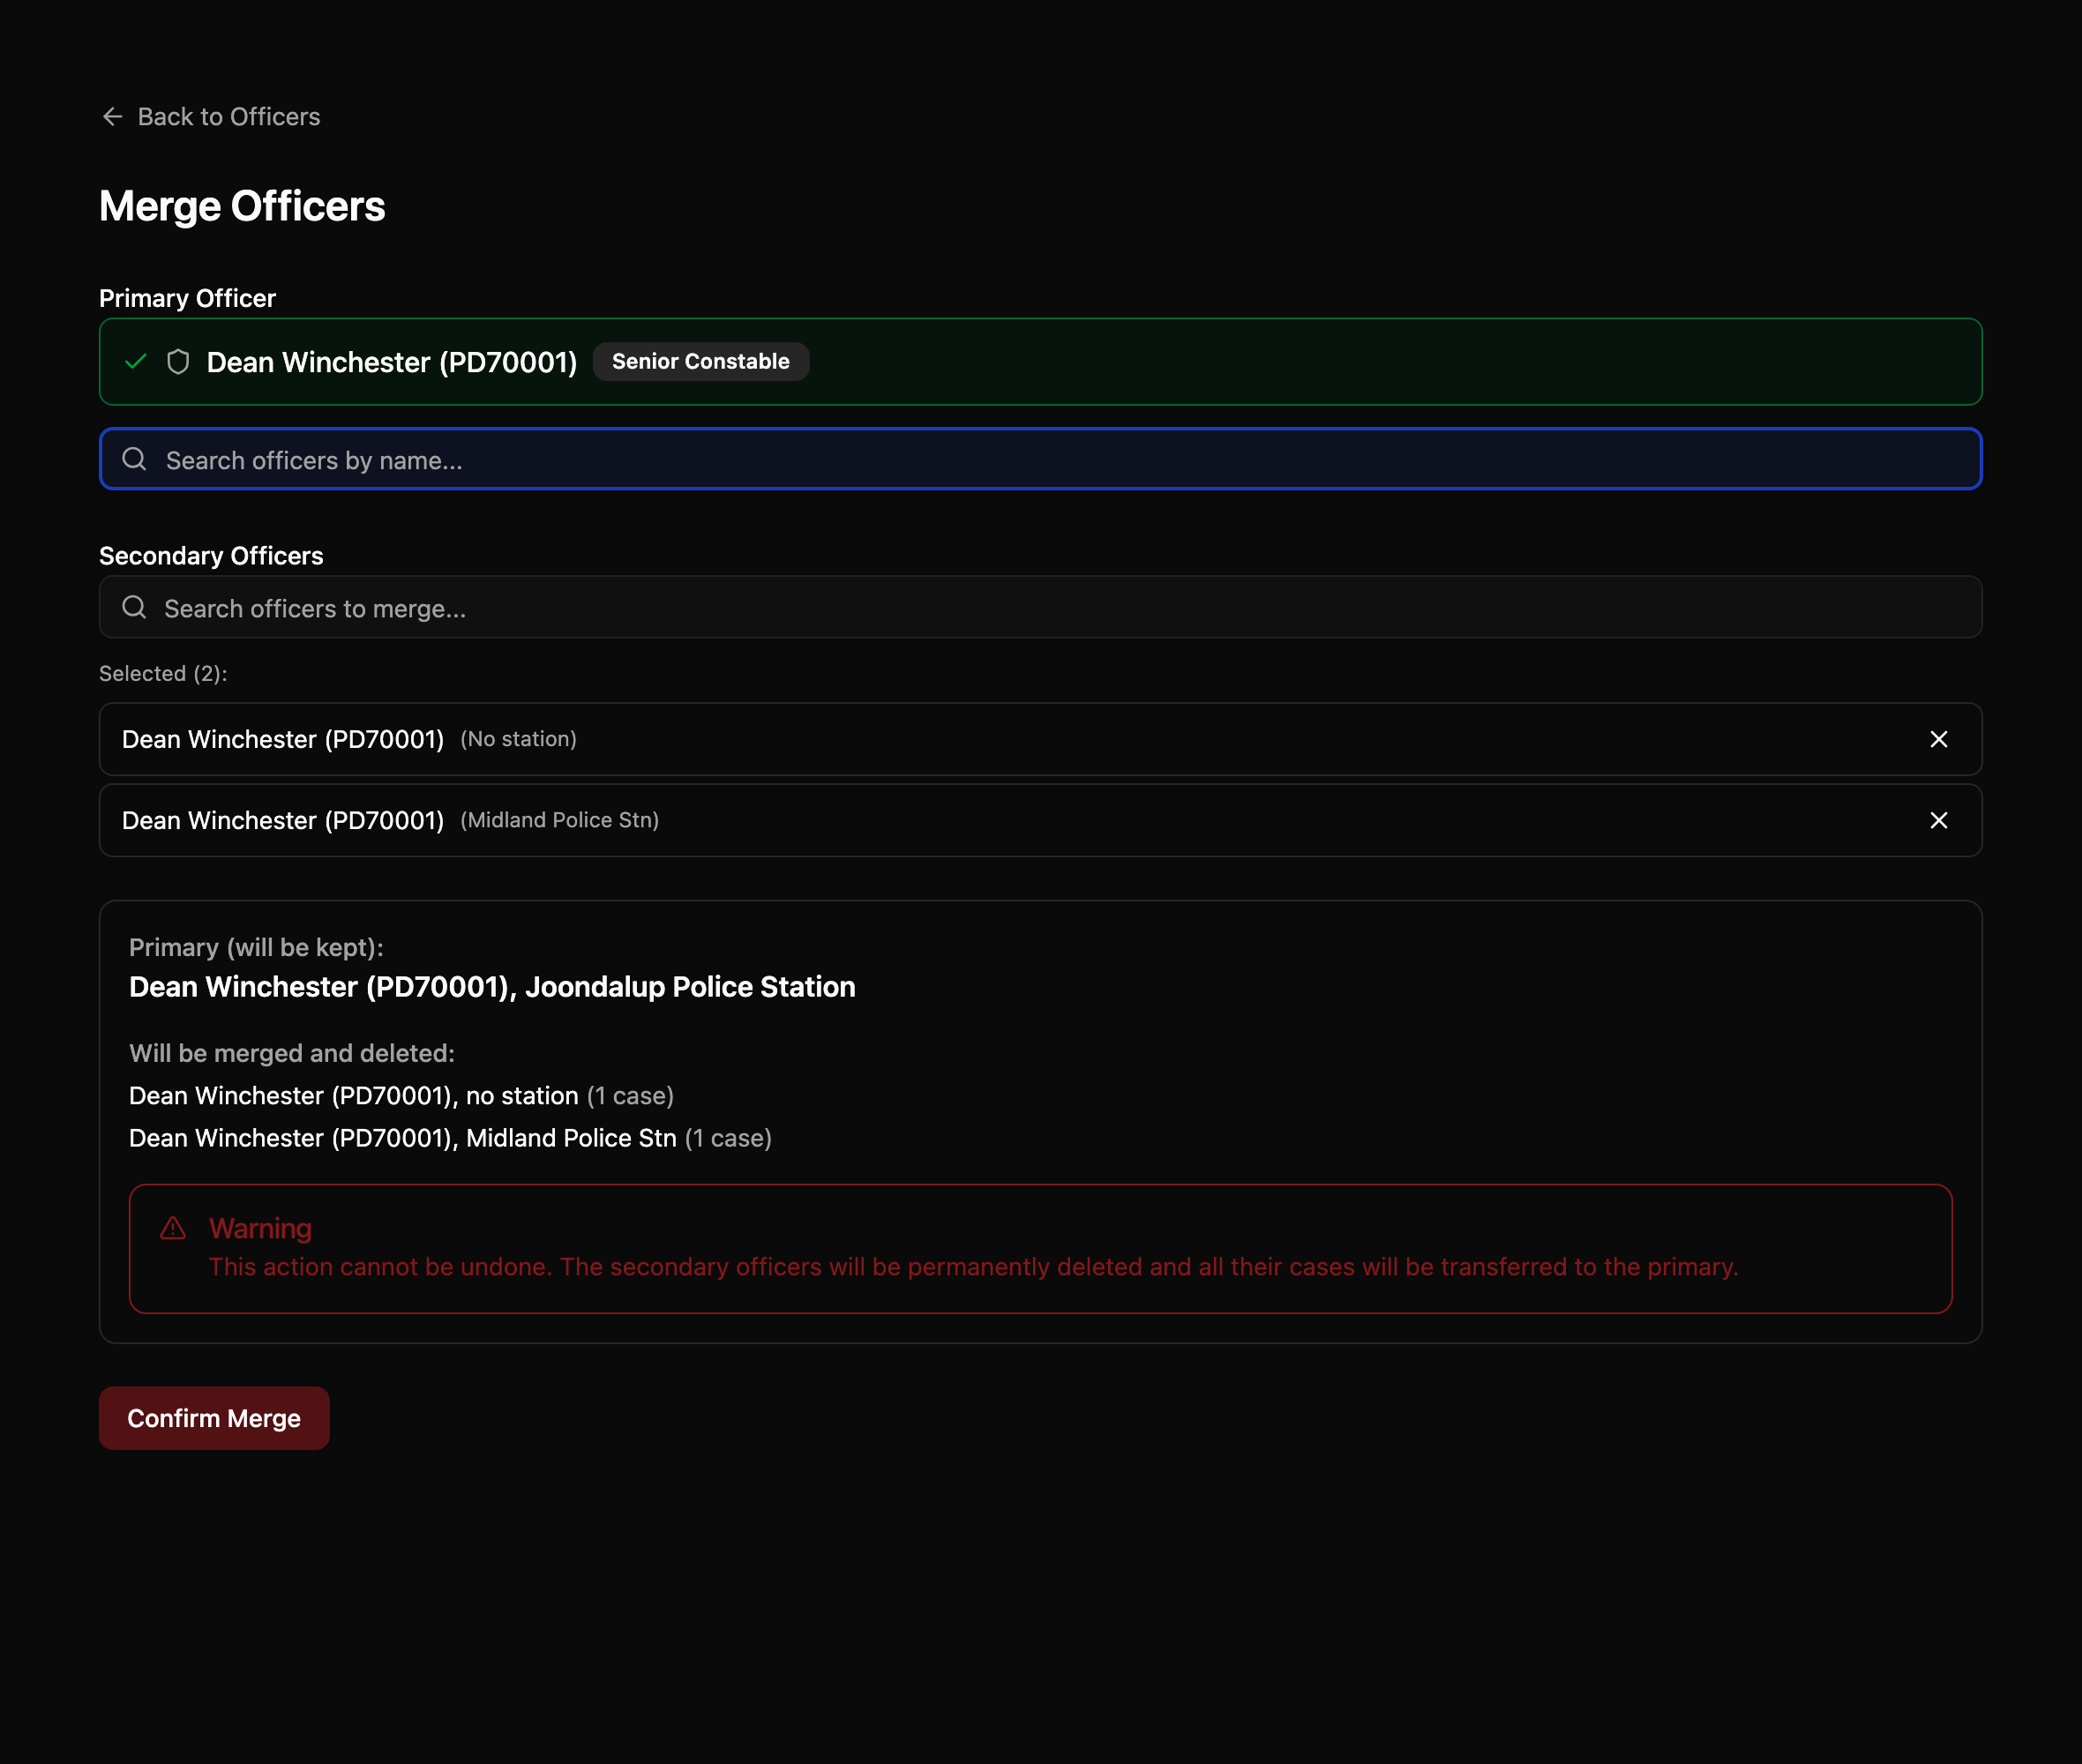 Back to Officers
Merge Officers
Primary Officer
Dean Winchester (PD70001) Senior Constable
Search officers by name...
Secondary Officers
Search officers to merge...
Selected (2):
Dean Winchester (PD70001) (No station)
Dean Winchester (PD70001) (Midland Police Stn)
Primary (will be kept):
Dean Winchester (PD70001), Joondalup Police Station
Will be merged and deleted:
Dean Winchester (PD70001), no station (1 case)
Dean Winchester (PD70001), Midland Police Stn (1 case)
Warning
This action cannot be undone. The secondary officers will be permanently deleted and all their cases will be transferred to the primary.
Confirm Merge